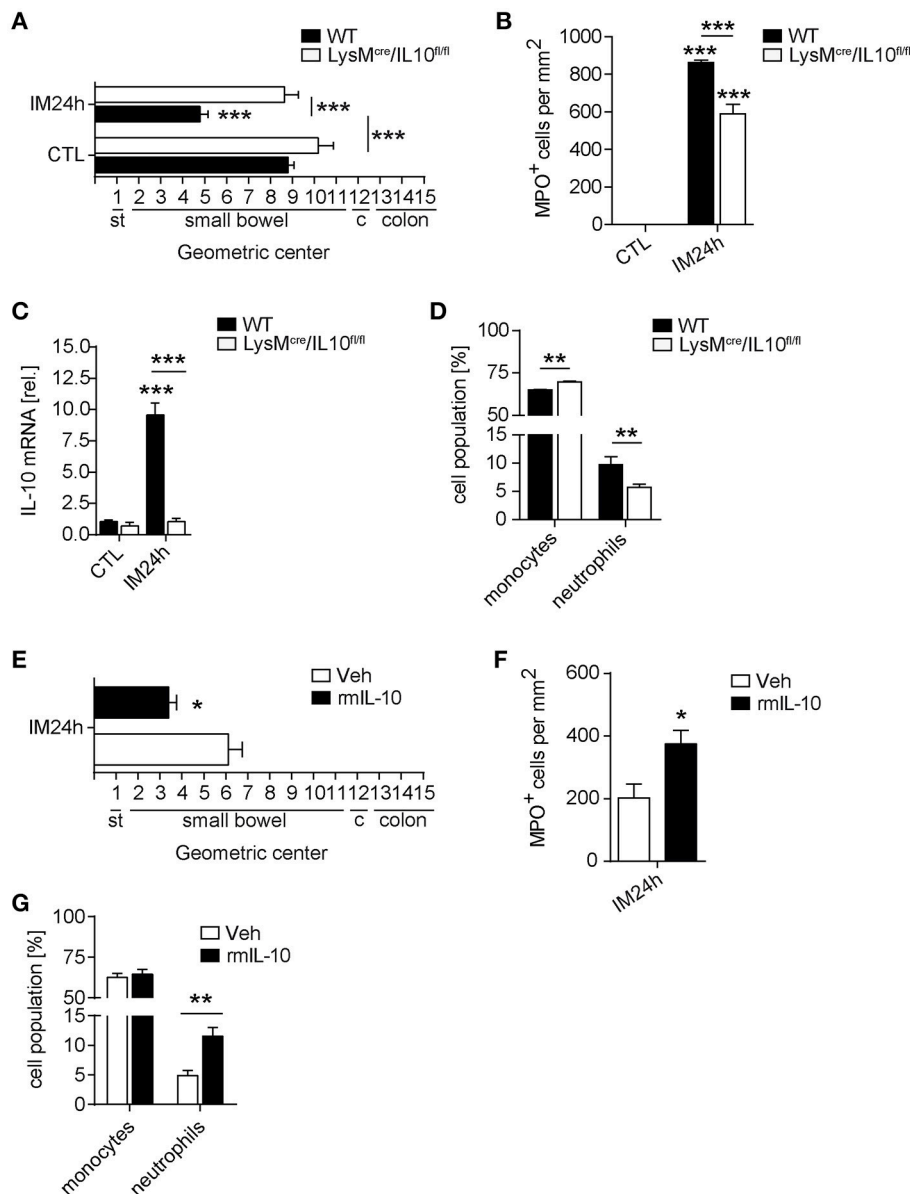 A
WT
LysMcre/IL10fl/fl
IM24h
***
***
***
CTL
1 2 3 4 5 6 7 8 9 10 11 12 13 14 15
st small bowel c colon
Geometric center
B
WT
LysMcre/IL10fl/fl
MPO+ cells per mm2
1000
800
600
400
200
0
***
***
***
CTL
IM24h
C
WT
LysMcre/IL10fl/fl
IL-10 mRNA [rel.]
15.0
12.5
10.0
7.5
5.0
2.5
0.0
***
***
CTL
IM24h
D
WT
LysMcre/IL10fl/fl
cell population [%]
100
75
50
15
10
5
0
**
**
monocytes
neutrophils
E
Veh
rmIL-10
IM24h
*
1 2 3 4 5 6 7 8 9 10 11 12 13 14 15
st small bowel c colon
Geometric center
F
Veh
rmIL-10
MPO+ cells per mm2
600
400
200
0
*
IM24h
G
Veh
rmIL-10
cell population [%]
100
75
50
15
10
5
0
**
monocytes
neutrophils